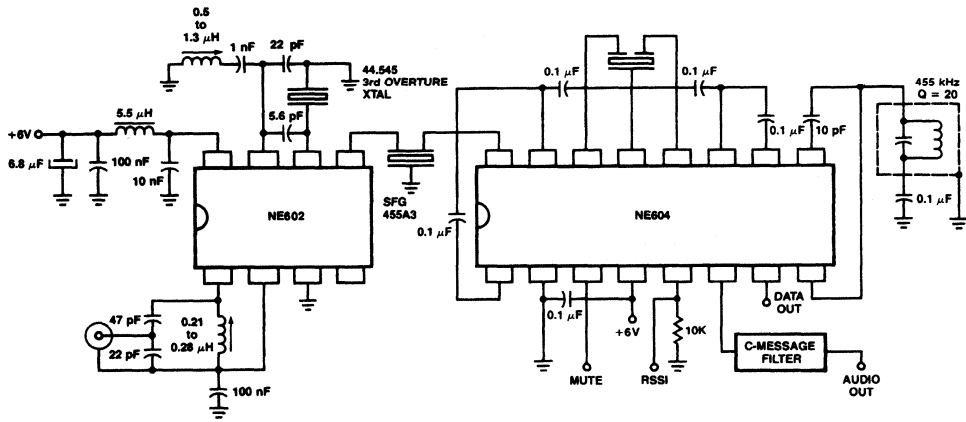 0.5
to
1.3 μH
1 nF
22 pF
44.545
3rd OVERTURE
XTAL
5.6 pF
5.5 μH
+6V
6.8 μF
100 nF
10 nF
NE602
SFG
455A3
47 pF
22 pF
0.21
to
0.28 μH
100 nF
0.1 μF
0.1 μF
0.1 μF
0.1 μF
10 pF
455 kHz
Q = 20
0.1 μF
NE604
0.1 μF
+6V
MUTE
RSSI
10K
DATA
OUT
C-MESSAGE
FILTER
AUDIO
OUT